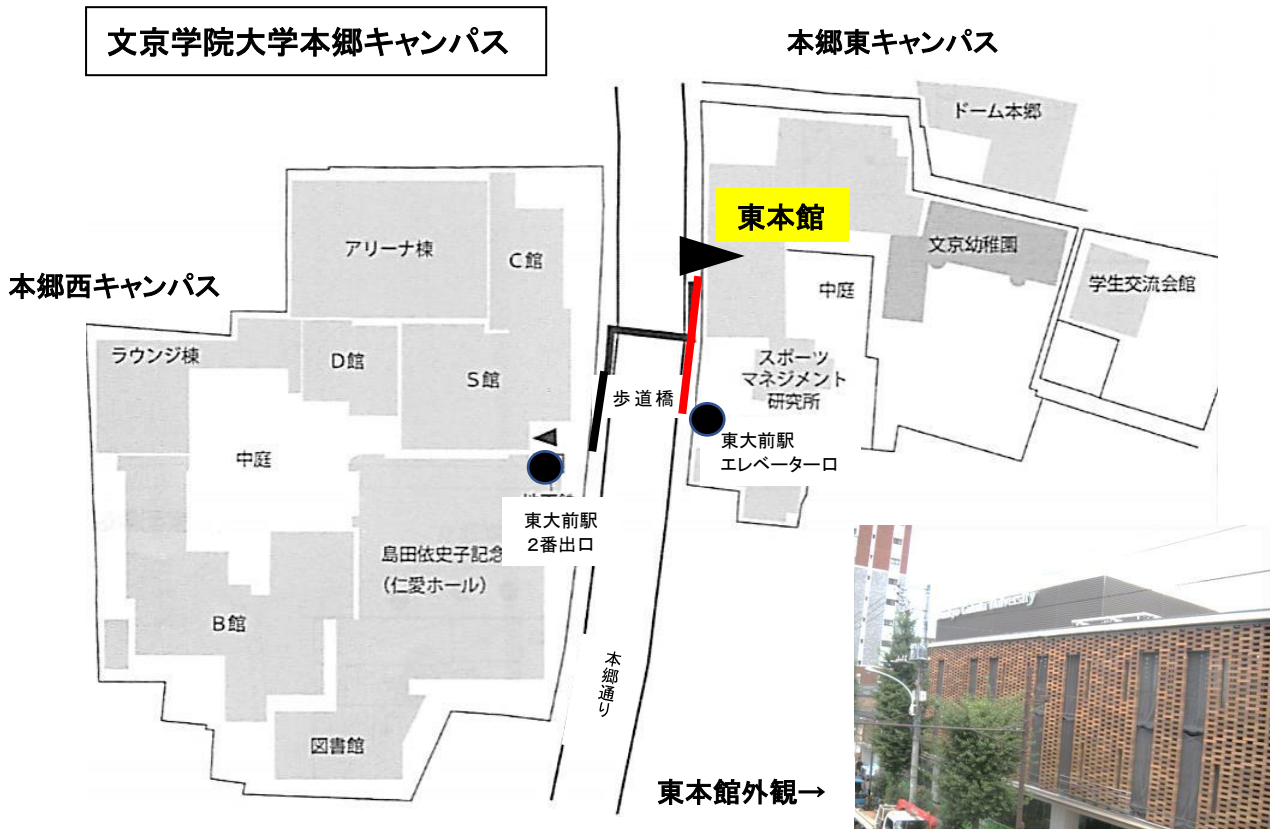 文京学院大学本郷キャンパス
本郷東キャンパス
ドーム本郷
東本館
文京幼稚園
アリーナ棟
C館
本郷西キャンパス
中庭
学生交流会館
ラウンジ棟
D館
S館
スポーツ
マネジメント
研究所
歩道橋
東大前駅
エレベーター口
中庭
東大前駅
2番出口
島田依史子記念
(仁愛ホール)
B館
本郷通り
図書館
東本館外観→